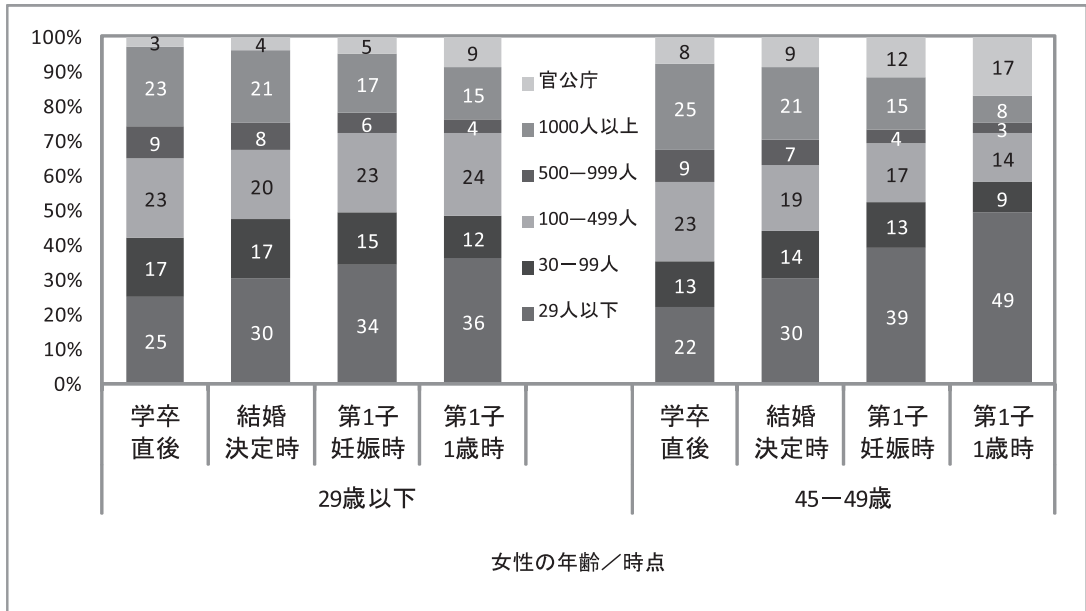 100%
90%
80%
70%
60%
50%
40%
30%
20%
10%
0%
3 4 5 9
23 21 17 15
9 8 6 4
23 20 23 24
17 17 15 12
25 30 34 36
官公庁
1000人以上
500―999人
100―499人
30－99人
29人以下
8 9 12 17
25 21 15 8
9 7 4 3
23 19 17 14
13 14 13 9
22 30 39 49
学卒
直後
結婚
決定時
第1子
妊娠時
第1子
1歳時
学卒
直後
結婚
決定時
第1子
妊娠時
第1子
1歳時
29歳以下
45－49歳
女性の年齢／時点